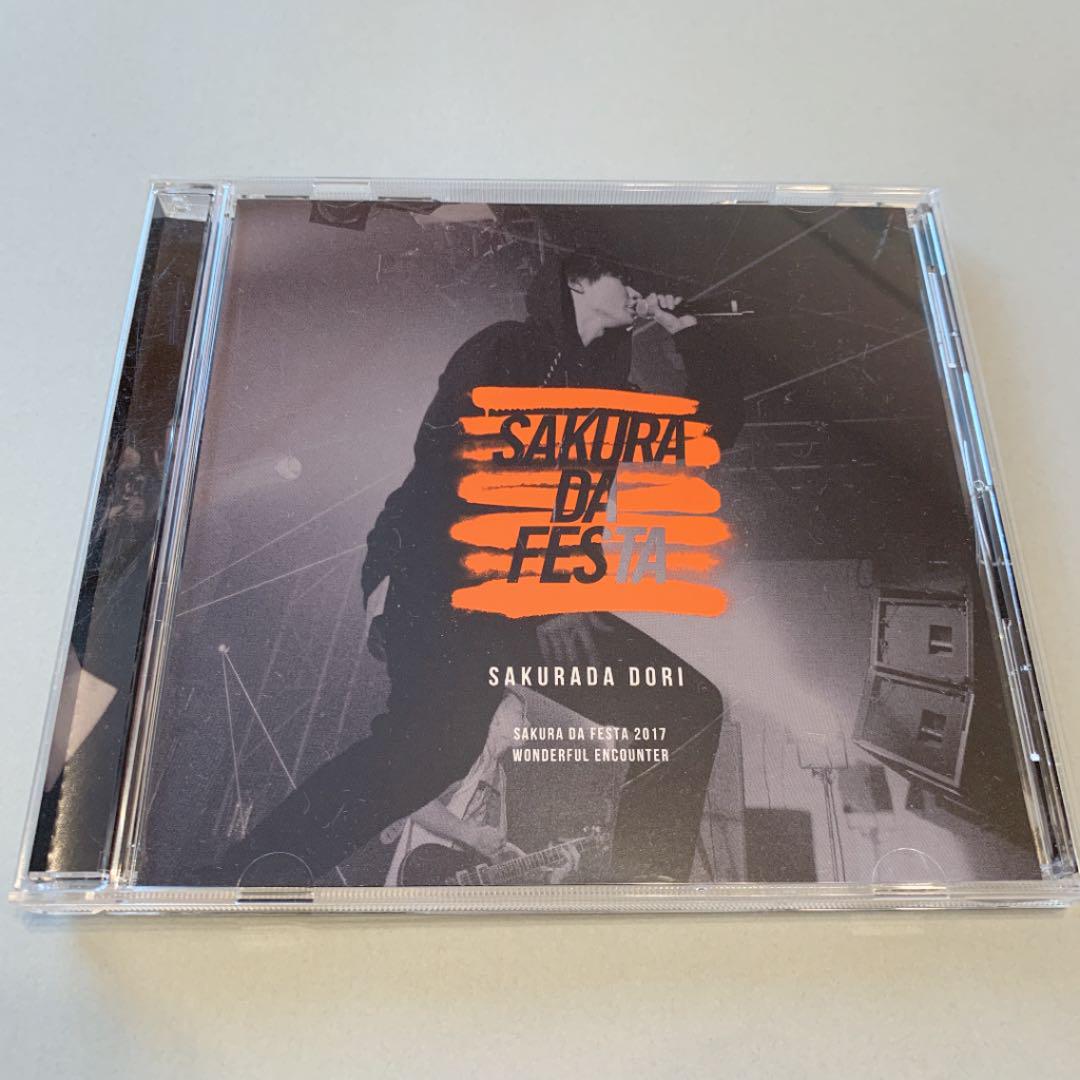 SAKURA
DA
FESTA
SAKURADA DORI
SAKURA DA FESTA 2017
WONDERFUL ENCOUNTER